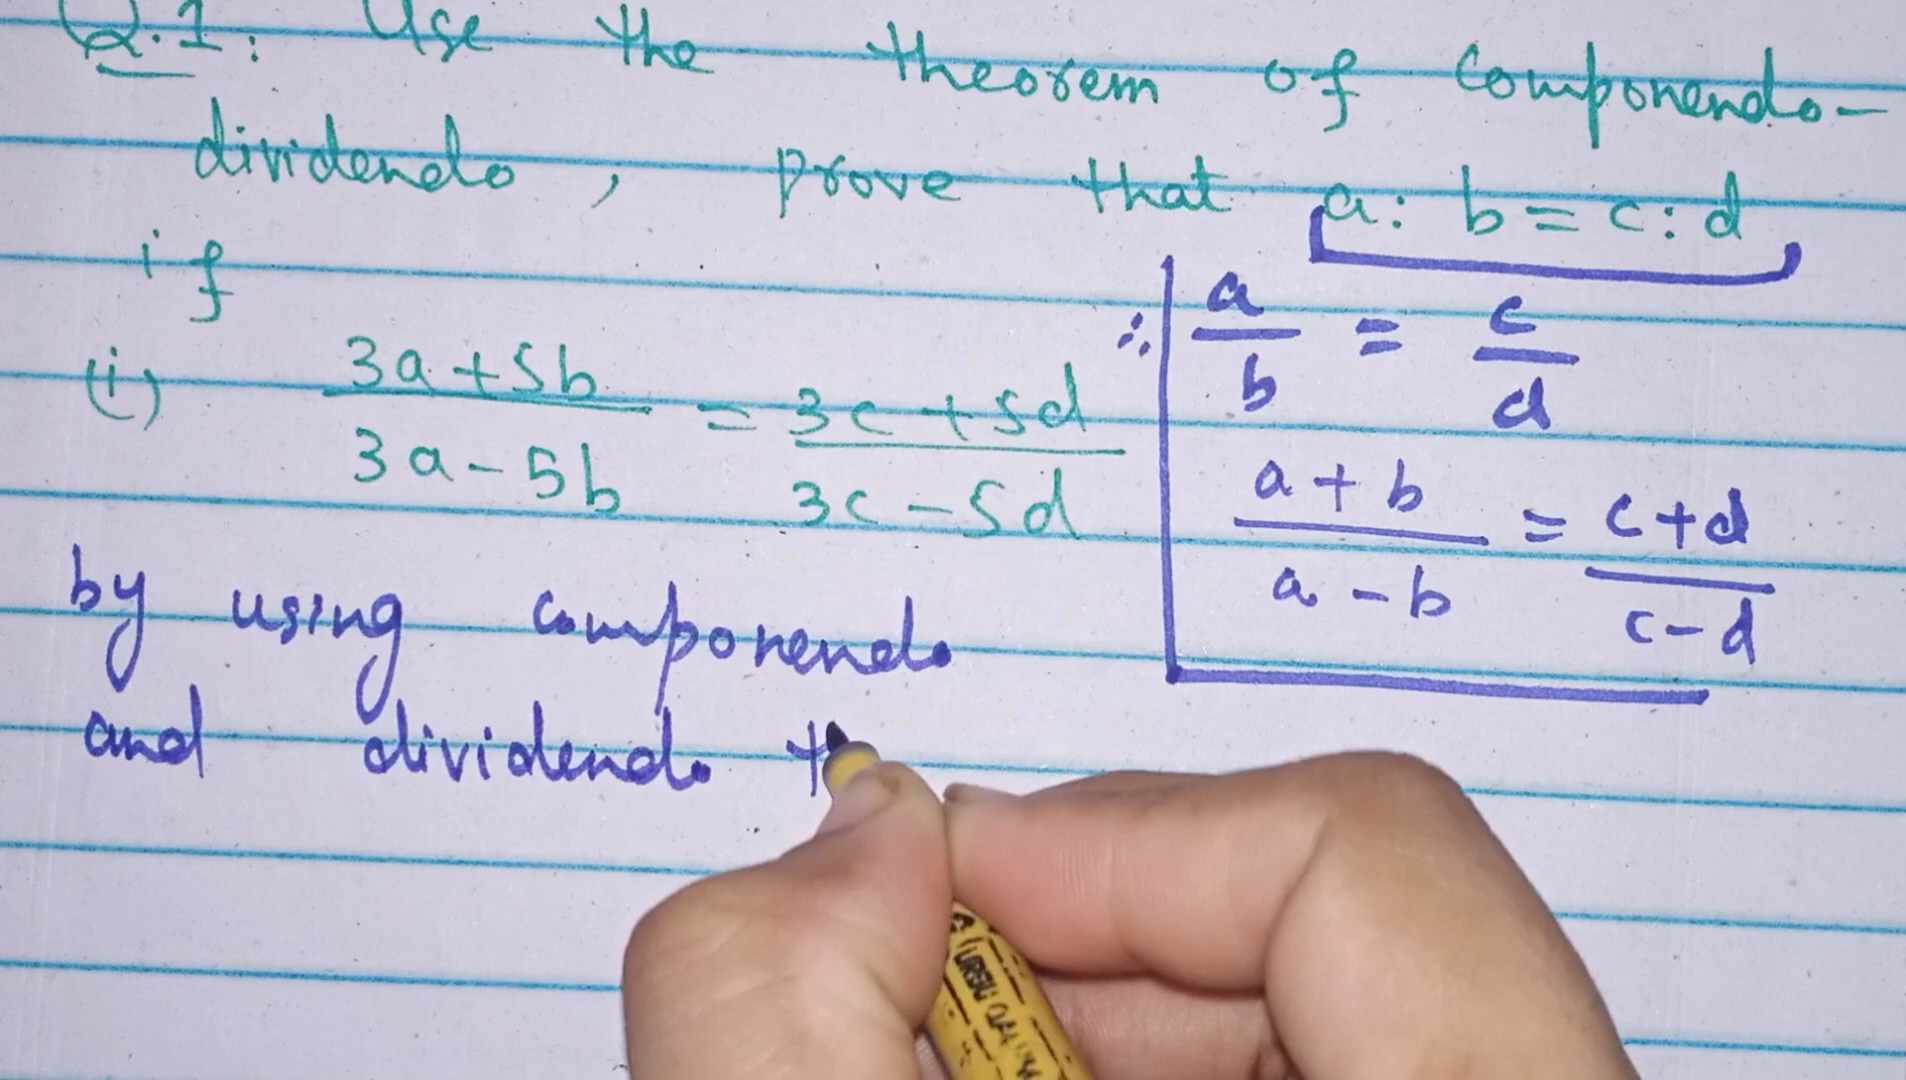 Q.1: Use the theorem of componendo-
dividendo, prove that a: b = c: d
if
(i) 3a+5b / 3a-5b = 3c+5d / 3c-5d
∴ a / b = c / d
a+b / a-b = c+d / c-d
by using componendo
and dividendo